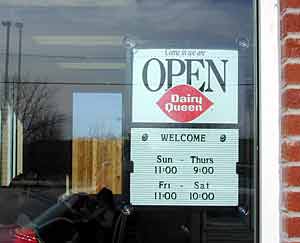 Come in we are
OPEN
Dairy
Queen
WELCOME
Sun - Thurs
11:00 9:00
Fri - Sat
11:00 10:00